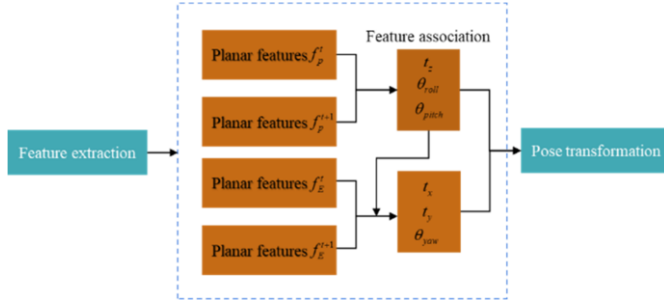 Feature association
Planar features f_p^t
Planar features f_p^{t+1}
Planar features f_E^t
Planar features f_E^{t+1}
t_z
θ_roll
θ_pitch
t_x
t_y
θ_yaw
Feature extraction
Pose transformation